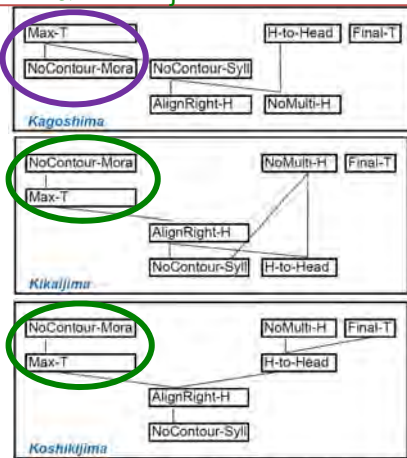 Max-T H-to-Head Final-T
NoContour-Mora NoContour-Syll
AlignRight-H NoMulti-H
Kagoshima
NoContour-Mora NoMulti-H Final-T
Max-T
AlignRight-H
NoContour-Syll H-to-Head
Kikaijima
NoContour-Mora NoMulti-H Final-T
Max-T H-to-Head
AlignRight-H
NoContour-Syll
Koshikijima